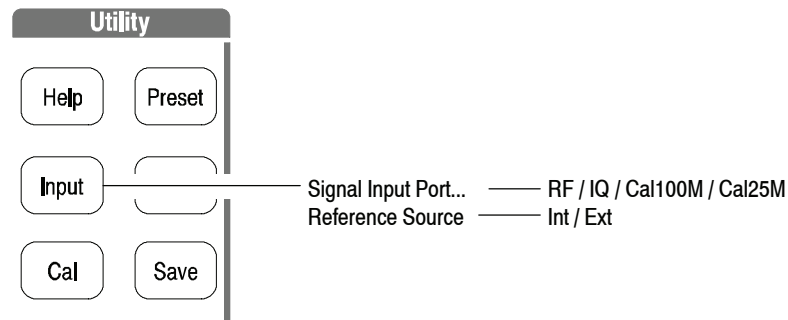 Utility
Help Preset
Input
Signal Input Port... RF / IQ / Cal100M / Cal25M
Reference Source Int / Ext
Cal Save